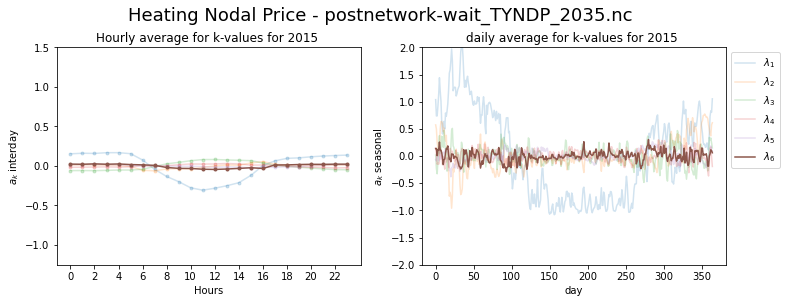 Heating Nodal Price - postnetwork-wait_TYNDP_2035.nc
Hourly average for k-values for 2015
1.5
1.0
0.5
0.0
−0.5
−1.0
a_k interday
0 2 4 6 8 10 12 14 16 18 20 22
Hours
daily average for k-values for 2015
2.0
1.5
1.0
0.5
0.0
−0.5
−1.0
−1.5
−2.0
a_k seasonal
0 50 100 150 200 250 300 350
day
λ₁
λ₂
λ₃
λ₄
λ₅
λ₆